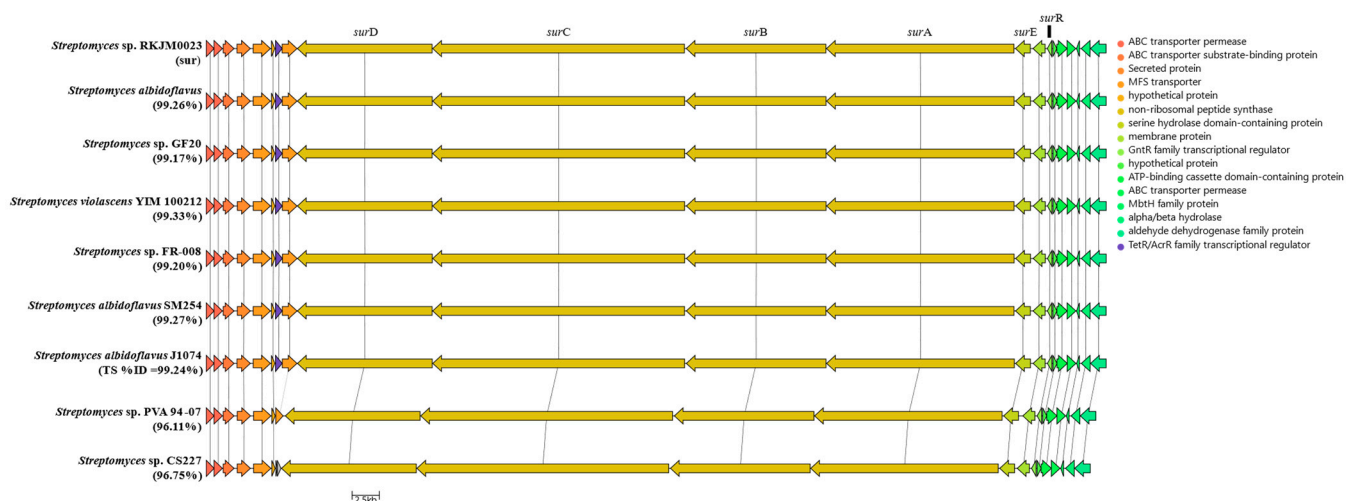 surR
surD surC surB surA surE
Streptomyces sp. RKJM0023
(sur)
Streptomyces albidoflavus
(99.26%)
Streptomyces sp. GF20
(99.17%)
Streptomyces violascens YIM 100212
(99.33%)
Streptomyces sp. FR-008
(99.20%)
Streptomyces albidoflavus SM254
(99.27%)
Streptomyces albidoflavus J1074
(TS %ID =99.24%)
Streptomyces sp. PVA 94-07
(96.11%)
Streptomyces sp. CS227
(96.75%)
2.5kb
ABC transporter permease
ABC transporter substrate-binding protein
Secreted protein
MFS transporter
hypothetical protein
non-ribosomal peptide synthase
serine hydrolase domain-containing protein
membrane protein
GntR family transcriptional regulator
hypothetical protein
ATP-binding cassette domain-containing protein
ABC transporter permease
MbtH family protein
alpha/beta hydrolase
aldehyde dehydrogenase family protein
TetR/AcrR family transcriptional regulator